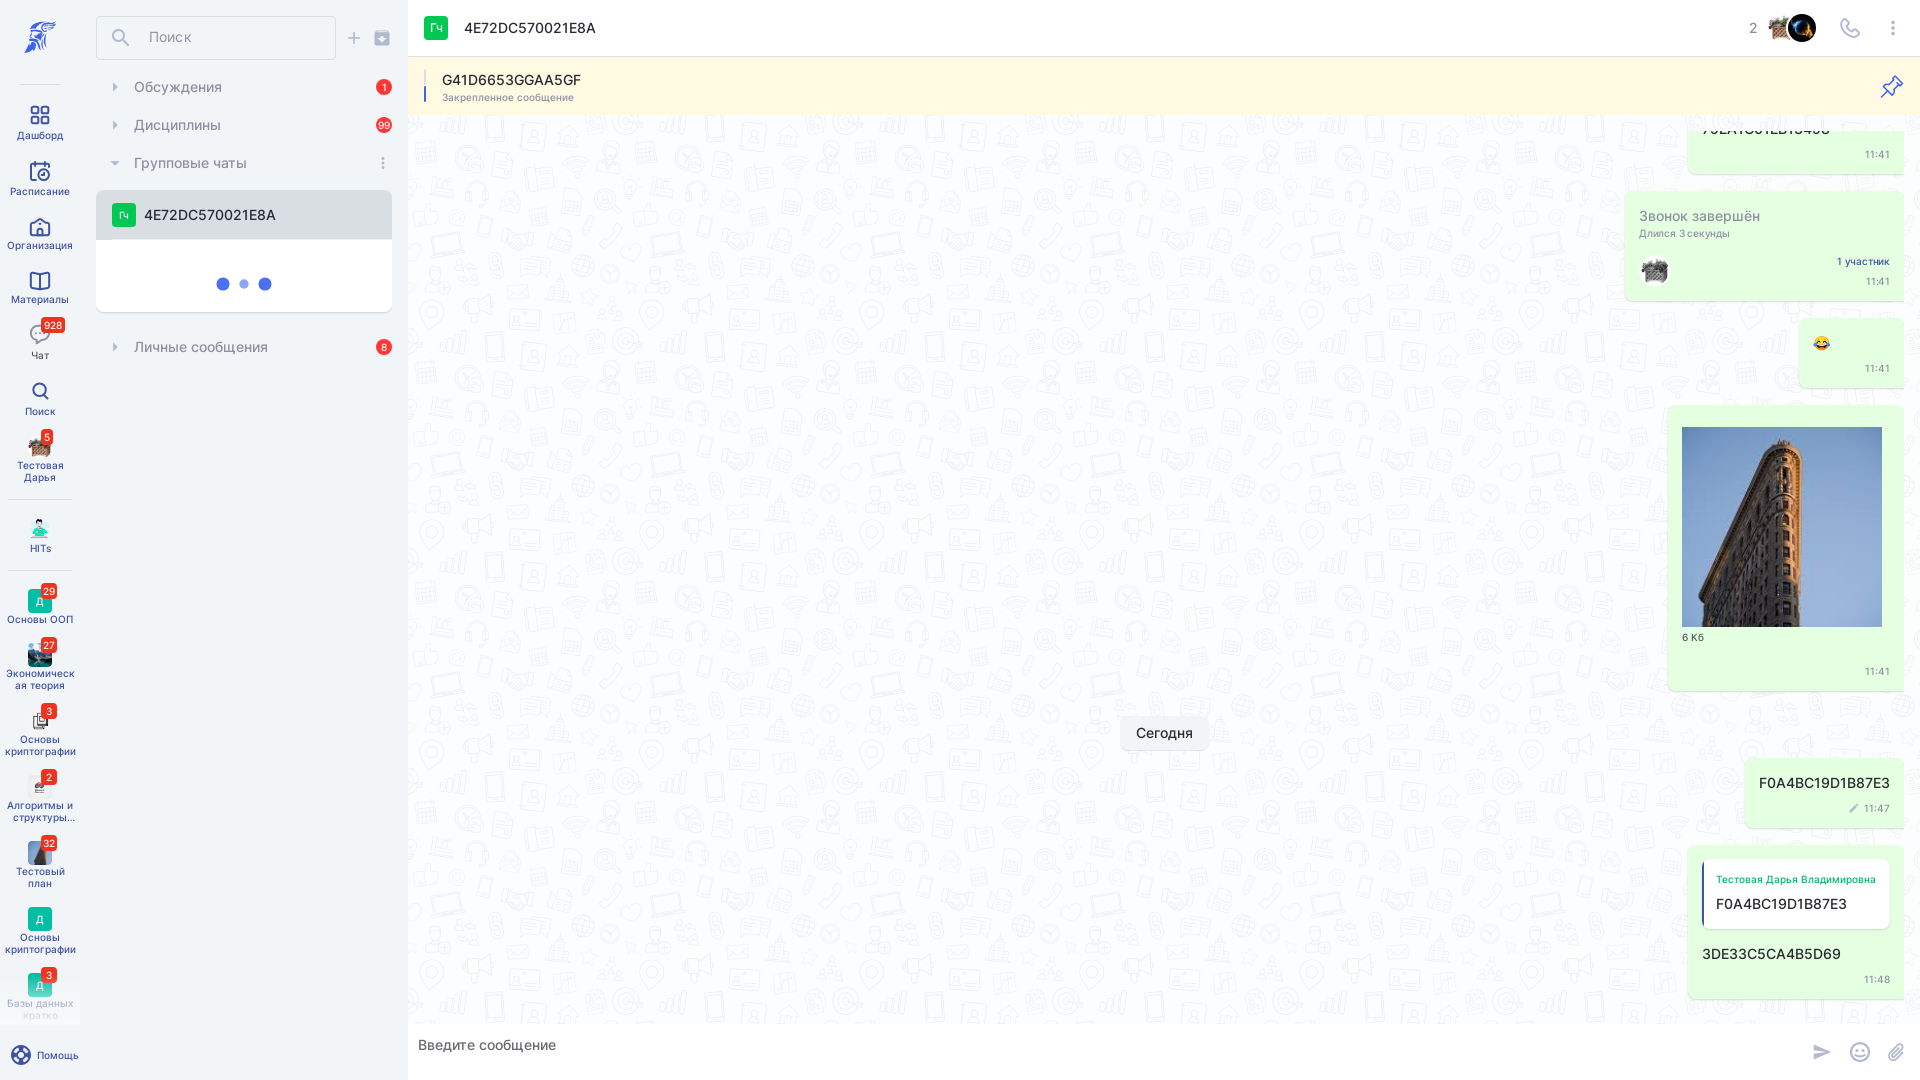 Дашборд
Расписание
Организация
Материалы
928
Чат
Поиск
5
Тестовая
Дарья
HITs
Д
29
Основы ООП
27
Экономическ
ая теория
3
Основы
криптографии
2
Алгоритмы и
структуры...
32
Тестовый
план
Д
Основы
криптографии
3
Д
Базы данных
кратко
Помощь
Поиск
Обсуждения
1
Дисциплины
99
Групповые чаты
Гч
4E72DC570021E8A
Личные сообщения
8
Гч
4E72DC570021E8A
2
G41D6653GGAA5GF
Закрепленное сообщение
11:41
Звонок завершён
Длился 3 секунды
1 участник
11:41
😂
11:41
6 Кб
11:41
Сегодня
F0A4BC19D1B87E3
11:47
Тестовая Дарья Владимировна
F0A4BC19D1B87E3
3DE33C5CA4B5D69
11:48
Введите сообщение